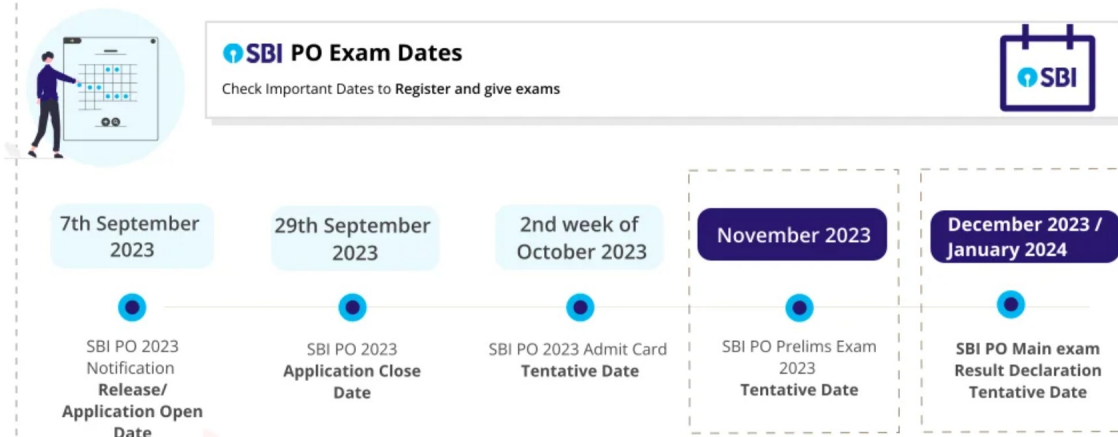 SBI PO Exam Dates
Check Important Dates to Register and give exams
SBI
7th September
2023
29th September
2023
2nd week of
October 2023
November 2023
December 2023 /
January 2024
SBI PO 2023
Notification
Release/
Application Open
Date
SBI PO 2023
Application Close
Date
SBI PO 2023 Admit Card
Tentative Date
SBI PO Prelims Exam
2023
Tentative Date
SBI PO Main exam
Result Declaration
Tentative Date